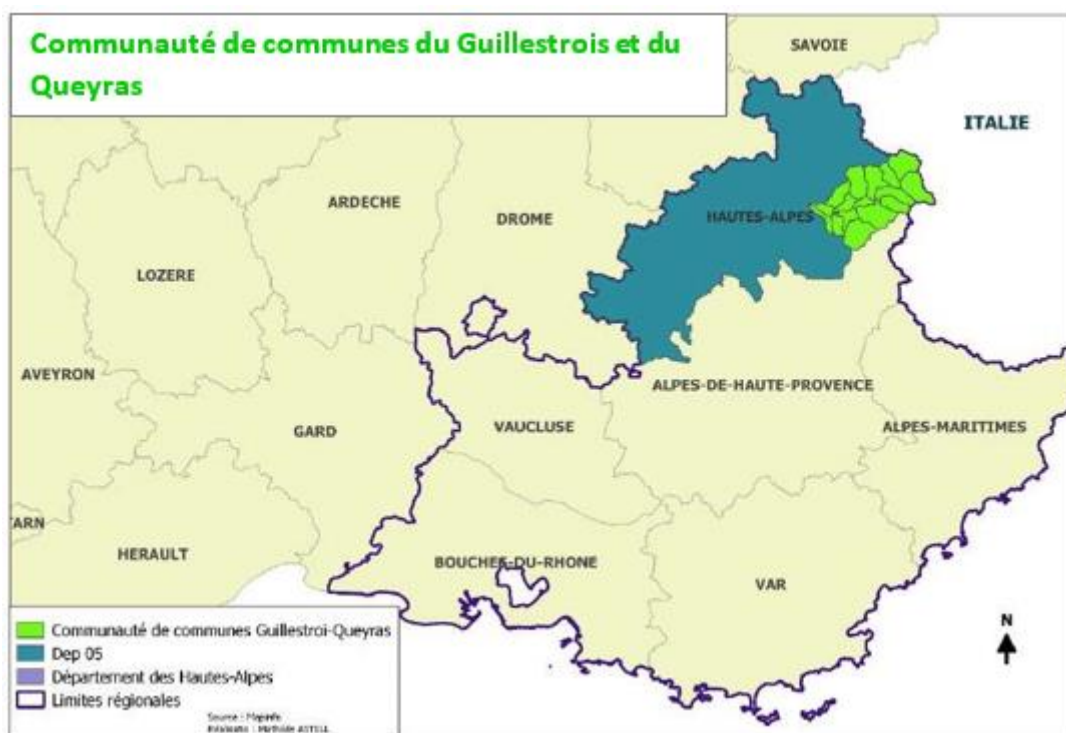 Communauté de communes du Guillestrois et du
Queyras
SAVOIE
ITALIE
ARDECHE
DROME
HAUTES-ALPES
LOZERE
AVEYRON
ALPES-DE-HAUTE-PROVENCE
GARD
VAUCLUSE
ALPES-MARITIMES
TARN
HERAULT
BOUCHES-DU-RHONE
VAR
N
Communauté de communes Guillestroi-Queyras
Dep 05
Département des Hautes-Alpes
Limites régionales
Source : Mapinfo
Mathilde